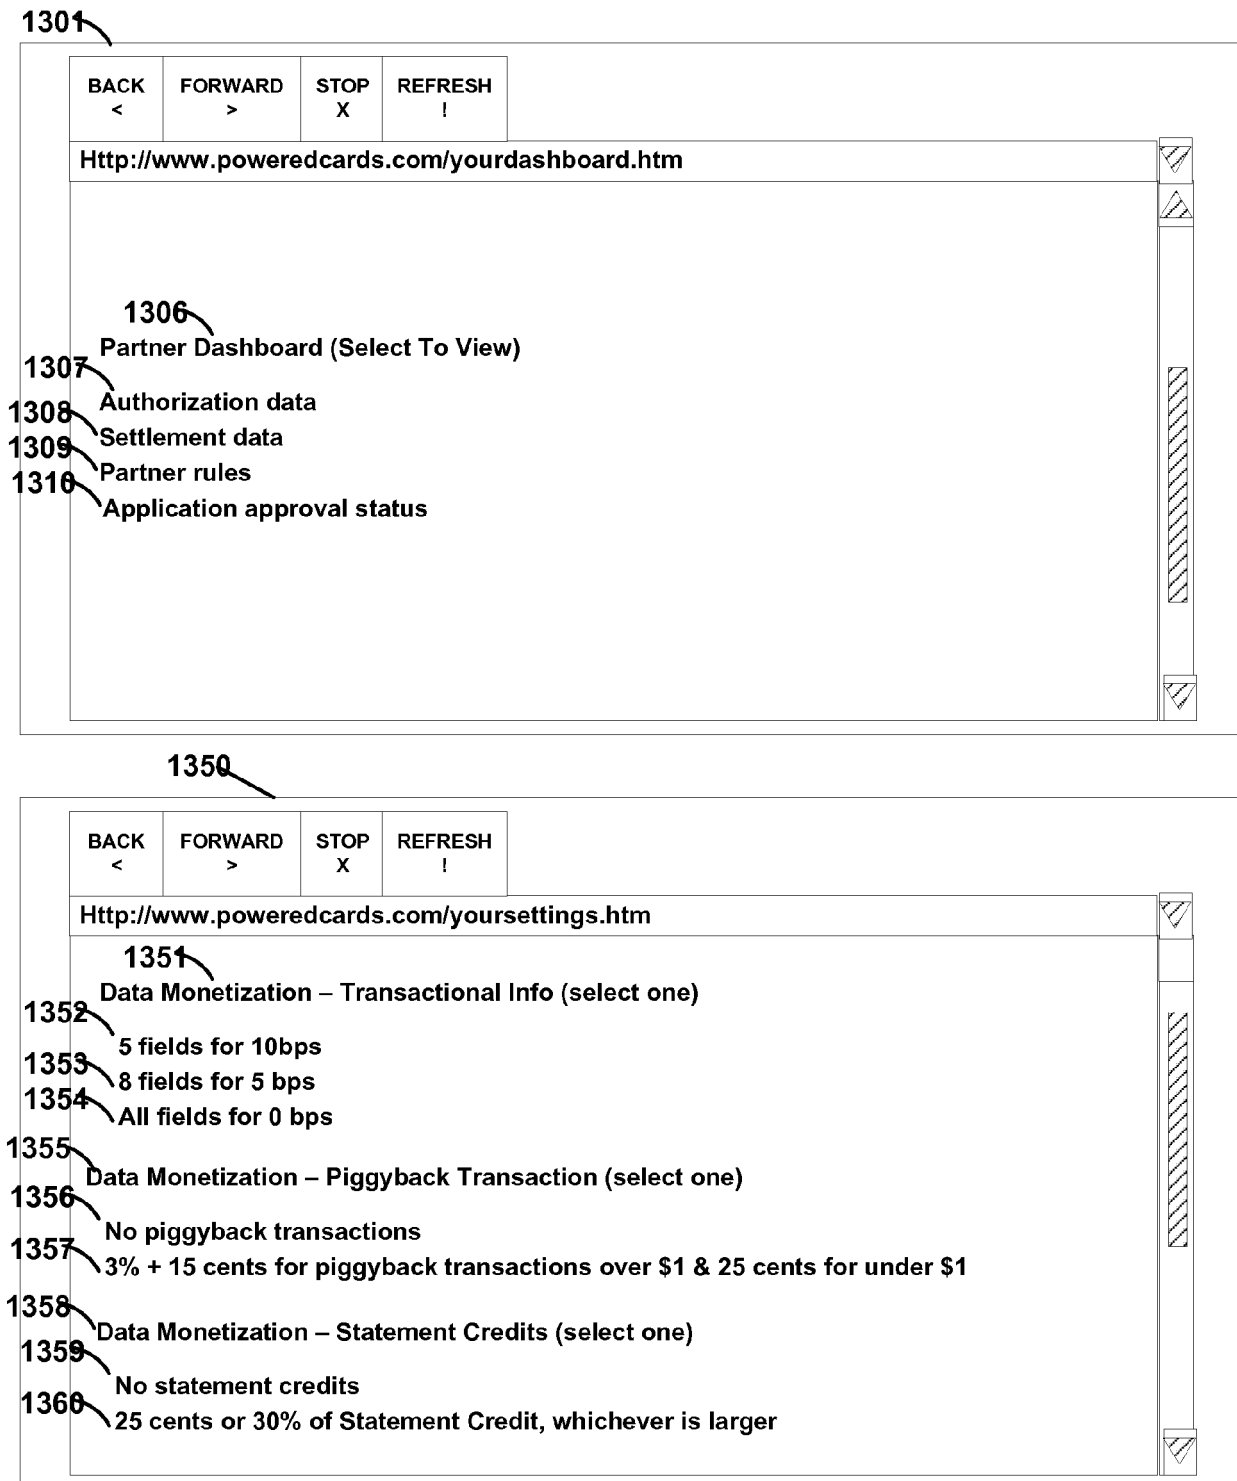 1301
BACK FORWARD STOP REFRESH
< > X !
Http://www.poweredcards.com/yourdashboard.htm
1306
Partner Dashboard (Select To View)
1307
Authorization data
1308
Settlement data
1309
Partner rules
1310
Application approval status
1350
BACK FORWARD STOP REFRESH
< > X !
Http://www.poweredcards.com/yoursettings.htm
1351
Data Monetization – Transactional Info (select one)
1352
5 fields for 10bps
1353
8 fields for 5 bps
1354
All fields for 0 bps
1355
Data Monetization – Piggyback Transaction (select one)
1356
No piggyback transactions
1357
3% + 15 cents for piggyback transactions over $1 & 25 cents for under $1
1358
Data Monetization – Statement Credits (select one)
1359
No statement credits
1360
25 cents or 30% of Statement Credit, whichever is larger